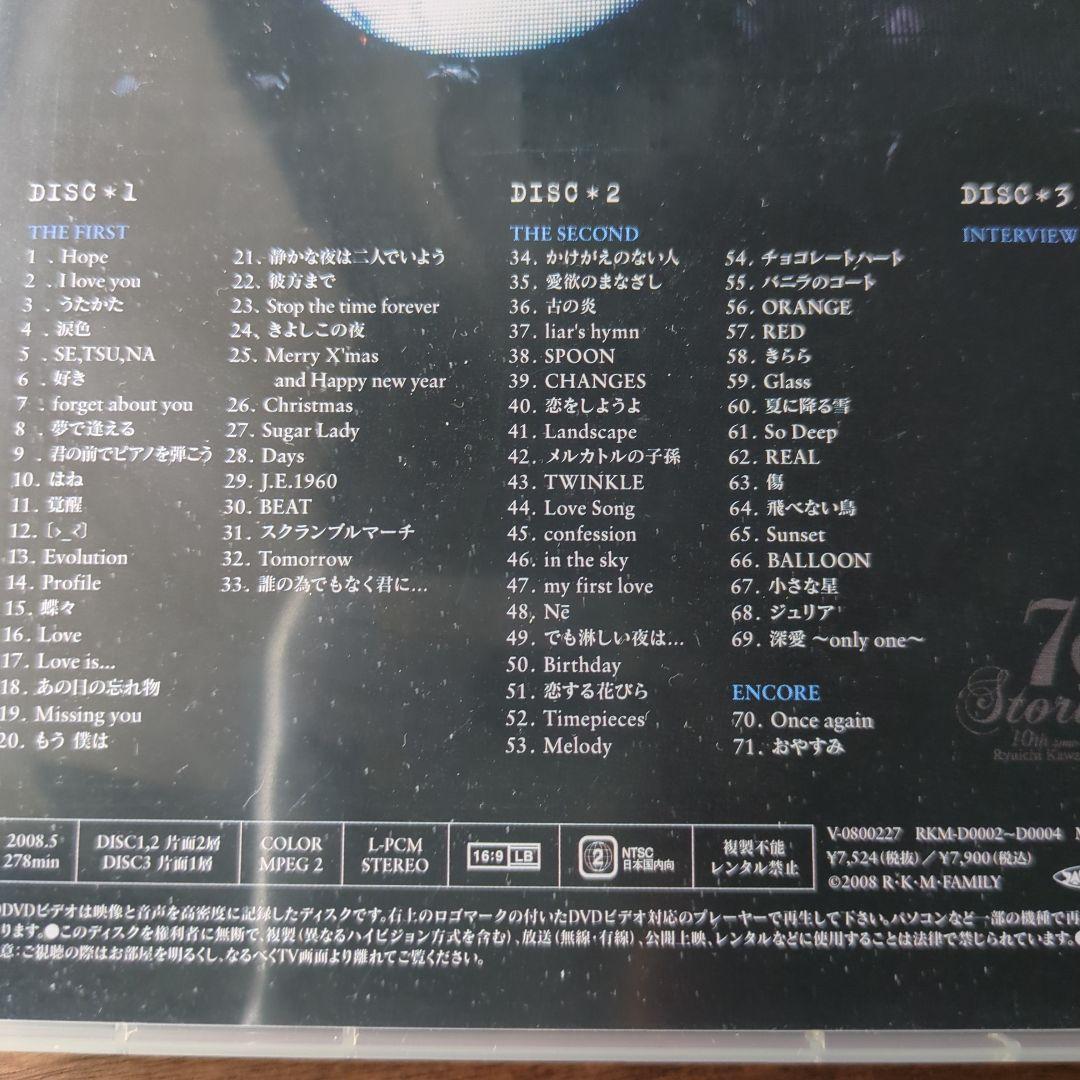 DISC*1
THE FIRST
1 . Hope
2 . I love you
3 . うたかた
4 . 涙色
5 . SE,TSU,NA
6 . 好き
7 . forget about you
8 . 夢で逢える
9 . 君の前でピアノを弾こう
10. はね
11. 覚醒
12. [>_<]
13. Evolution
14. Profile
15. 蝶々
16. Love
17. Love is...
18. あの日の忘れ物
19. Missing you
20. もう 僕は
21. 静かな夜は二人でいよう
22. 彼方まで
23. Stop the time forever
24. きよしこの夜
25. Merry X'mas
and Happy new year
26. Christmas
27. Sugar Lady
28. Days
29. J.E.1960
30. BEAT
31. スクランブルマーチ
32. Tomorrow
33. 誰の為でもなく君に…
DISC*2
THE SECOND
34. かけがえのない人
35. 愛欲のまなざし
36. 古の炎
37. liar's hymn
38. SPOON
39. CHANGES
40. 恋をしようよ
41. Landscape
42. メルカトルの子孫
43. TWINKLE
44. Love Song
45. confession
46. in the sky
47. my first love
48. Nē
49. でも淋しい夜は…
50. Birthday
51. 恋する花びら
52. Timepieces
53. Melody
54. チョコレートハート
55. バニラのコート
56. ORANGE
57. RED
58. きらら
59. Glass
60. 夏に降る雪
61. So Deep
62. REAL
63. 傷
64. 飛べない鳥
65. Sunset
66. BALLOON
67. 小さな星
68. ジュリア
69. 深愛 ～only one～
ENCORE
70. Once again
71. おやすみ
DISC*3
INTERVIEW
7
Stor
10th
Ryuichi Kawa
2008.5
278min
DISC1,2 片面2層
DISC3 片面1層
COLOR
MPEG 2
L-PCM
STEREO
16:9 LB
2
NTSC
日本国内向
複製不能
レンタル禁止
V-0800227 RKM-D0002～D0004
¥7,524(税抜)／¥7,900(税込)
©2008 R・K・M・FAMILY
DVDビデオは映像と音声を高密度に記録したディスクです。右上のロゴマークの付いたDVDビデオ対応のプレーヤーで再生して下さい。パソコンなど一部の機種で再
ります。●このディスクを権利者に無断で、複製(異なるハイビジョン方式を含む)、放送(無線・有線)、公開上映、レンタルなどに使用することは法律で禁じられています。
意：ご視聴の際はお部屋を明るくし、なるべくTV画面より離れてご覧ください。